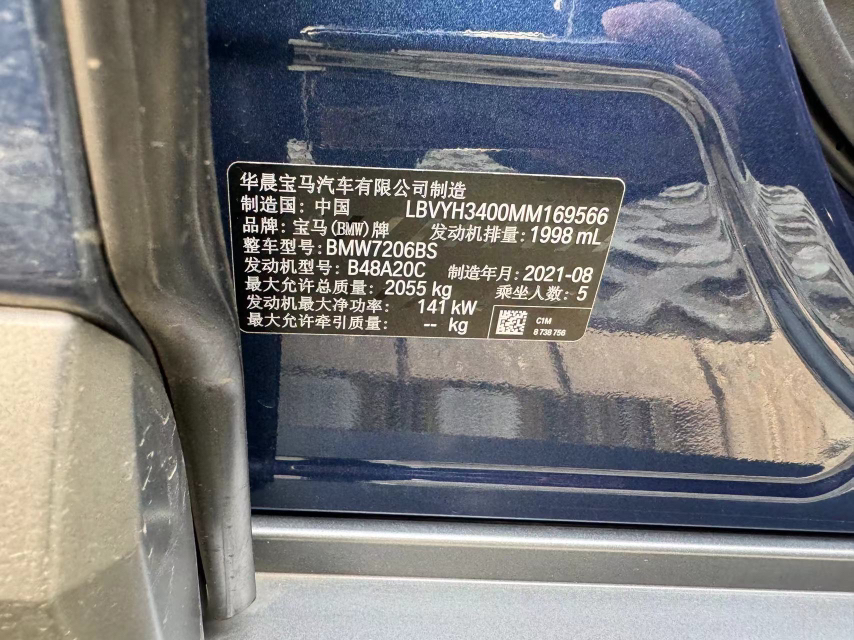 华晨宝马汽车有限公司制造
制造国：中国 LBVYH3400MM169566
品牌：宝马(BMW)牌 发动机排量：1998 mL
整车型号：BMW7206BS
发动机型号：B48A20C 制造年月：2021-08
最大允许总质量：2055 kg 乘坐人数：5
发动机最大净功率：141 kW
最大允许牵引质量：-- kg
C1M
8 738 756